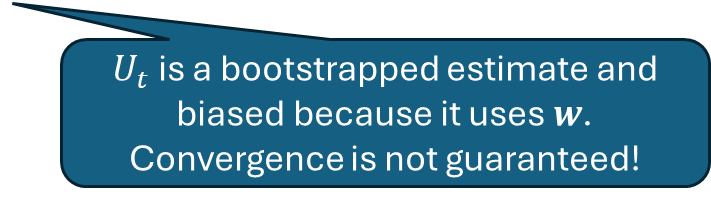 U_t is a bootstrapped estimate and
biased because it uses w.
Convergence is not guaranteed!